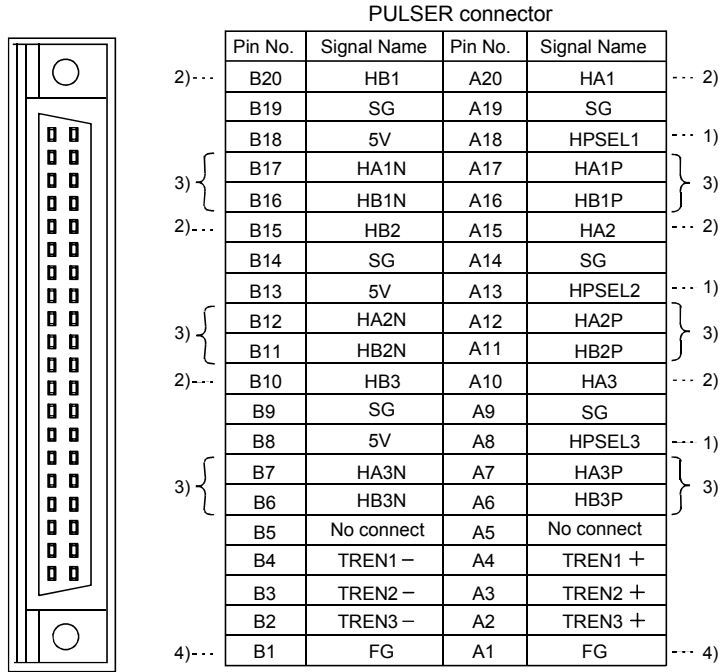 PULSER connector
Pin No. Signal Name Pin No. Signal Name
2) B20 HB1 A20 HA1 2)
B19 SG A19 SG
B18 5V A18 HPSEL1 1)
3) B17 HA1N A17 HA1P 3)
B16 HB1N A16 HB1P
2) B15 HB2 A15 HA2 2)
B14 SG A14 SG
B13 5V A13 HPSEL2 1)
3) B12 HA2N A12 HA2P 3)
B11 HB2N A11 HB2P
2) B10 HB3 A10 HA3 2)
B9 SG A9 SG
B8 5V A8 HPSEL3 1)
3) B7 HA3N A7 HA3P 3)
B6 HB3N A6 HB3P
B5 No connect A5 No connect
B4 TREN1 − A4 TREN1 +
B3 TREN2 − A3 TREN2 +
B2 TREN3 − A2 TREN3 +
4) B1 FG A1 FG 4)